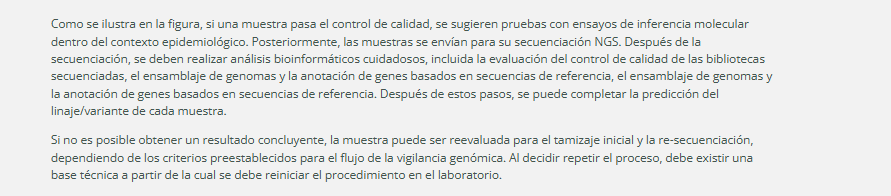 Como se ilustra en la figura, si una muestra pasa el control de calidad, se sugieren pruebas con ensayos de inferencia molecular
dentro del contexto epidemiológico. Posteriormente, las muestras se envían para su secuenciación NGS. Después de la
secuenciación, se deben realizar análisis bioinformáticos cuidadosos, incluida la evaluación del control de calidad de las bibliotecas
secuenciadas, el ensamblaje de genomas y la anotación de genes basados en secuencias de referencia, el ensamblaje de genomas y
la anotación de genes basados en secuencias de referencia. Después de estos pasos, se puede completar la predicción del
linaje/variante de cada muestra.
Si no es posible obtener un resultado concluyente, la muestra puede ser reevaluada para el tamizaje inicial y la re-secuenciación,
dependiendo de los criterios preestablecidos para el flujo de la vigilancia genómica. Al decidir repetir el proceso, debe existir una
base técnica a partir de la cual se debe reiniciar el procedimiento en el laboratorio.